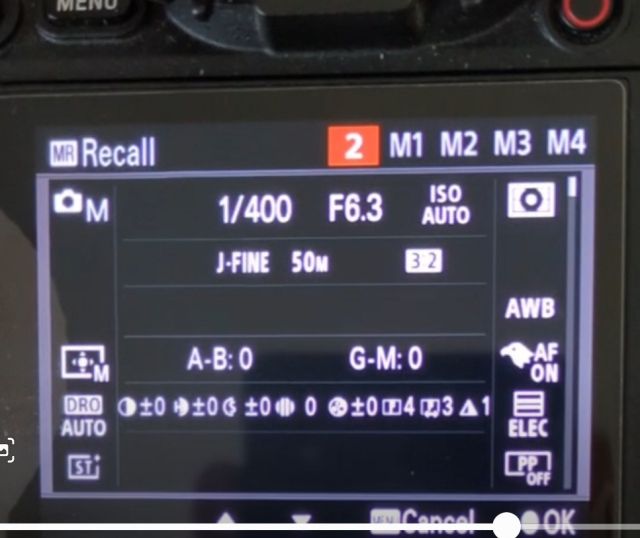 MENU
MR Recall 2 M1 M2 M3 M4
M 1/400 F6.3 ISO AUTO
J-FINE 50M 3:2
AWB
M A-B: 0 G-M: 0 AF ON
DRO AUTO ±0 ±0 ±0 0 ±0 4 3 1 ELEC
ST PP OFF
MENU Cancel OK